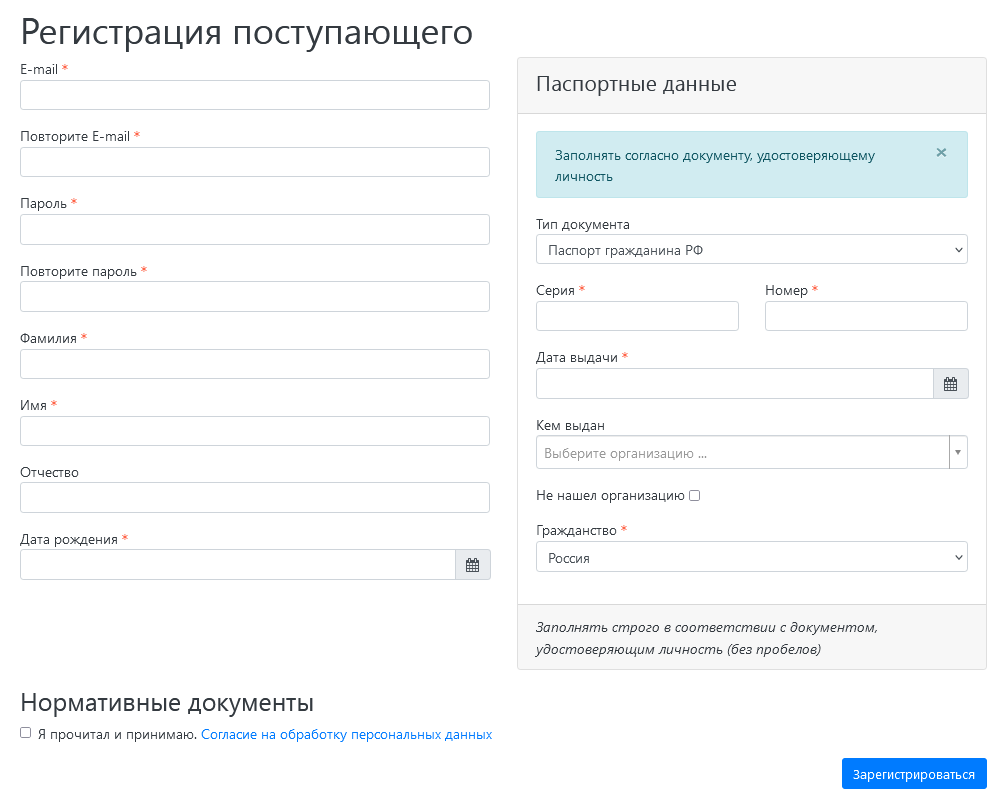 Регистрация поступающего
E-mail *
Повторите E-mail *
Пароль *
Повторите пароль *
Фамилия *
Имя *
Отчество
Дата рождения *
Паспортные данные
Заполнять согласно документу, удостоверяющему
личность
×
Тип документа
Паспорт гражданина РФ
Серия * Номер *
Дата выдачи *
Кем выдан
Выберите организацию ...
Не нашел организацию
Гражданство *
Россия
Заполнять строго в соответствии с документом,
удостоверяющим личность (без пробелов)
Нормативные документы
Я прочитал и принимаю. Согласие на обработку персональных данных
Зарегистрироваться